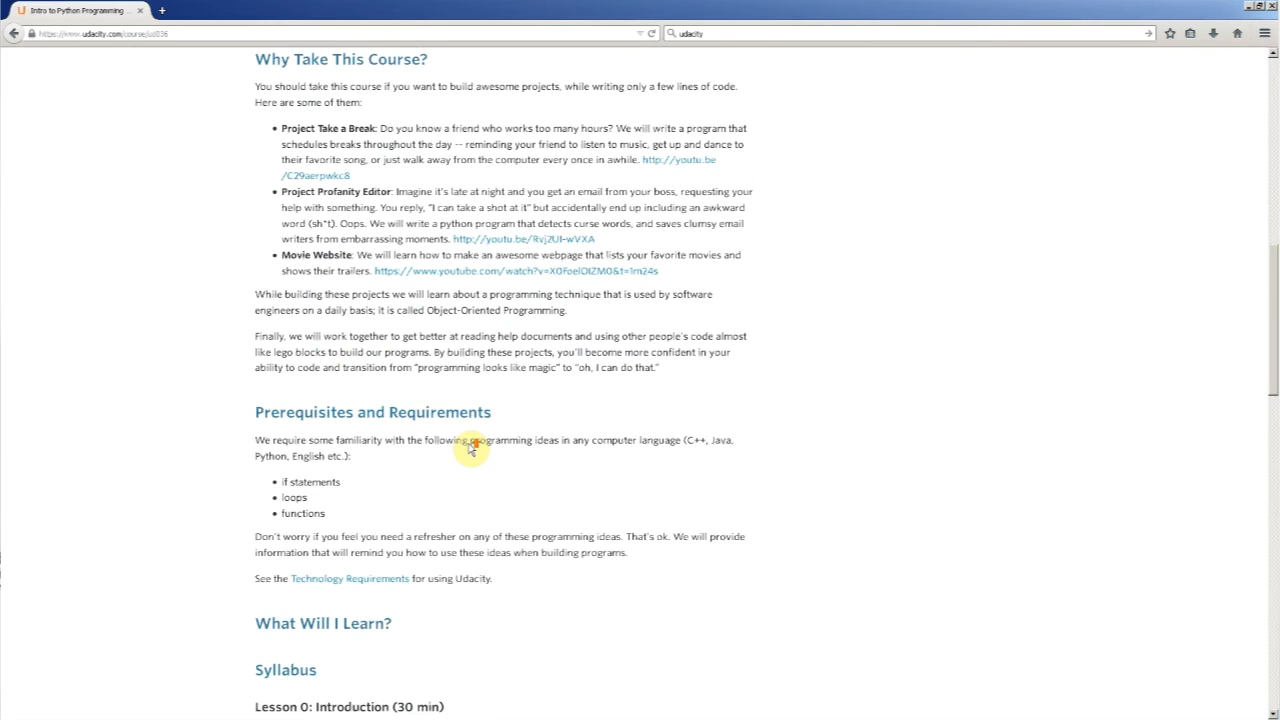 Intro to Python Programming ...
https://www.udacity.com/course/ud036
udacity
Why Take This Course?
You should take this course if you want to build awesome projects, while writing only a few lines of code.
Here are some of them:
• Project Take a Break: Do you know a friend who works too many hours? We will write a program that
schedules breaks throughout the day -- reminding your friend to listen to music, get up and dance to
their favorite song, or just walk away from the computer every once in awhile. http://youtu.be
/C29aerpwkc8
• Project Profanity Editor: Imagine it's late at night and you get an email from your boss, requesting your
help with something. You reply, "I can take a shot at it" but accidentally end up including an awkward
word (sh*t). Oops. We will write a python program that detects curse words, and saves clumsy email
writers from embarrassing moments. http://youtu.be/RvjZUI-wVXA
• Movie Website: We will learn how to make an awesome webpage that lists your favorite movies and
shows their trailers. https://www.youtube.com/watch?v=X0FoelOIZM0&t=1m24s
While building these projects we will learn about a programming technique that is used by software
engineers on a daily basis; it is called Object-Oriented Programming.
Finally, we will work together to get better at reading help documents and using other people's code almost
like lego blocks to build our programs. By building these projects, you'll become more confident in your
ability to code and transition from "programming looks like magic" to "oh, I can do that."
Prerequisites and Requirements
We require some familiarity with the following programming ideas in any computer language (C++, Java,
Python, English etc.):
• if statements
• loops
• functions
Don't worry if you feel you need a refresher on any of these programming ideas. That's ok. We will provide
information that will remind you how to use these ideas when building programs.
See the Technology Requirements for using Udacity.
What Will I Learn?
Syllabus
Lesson 0: Introduction (30 min)